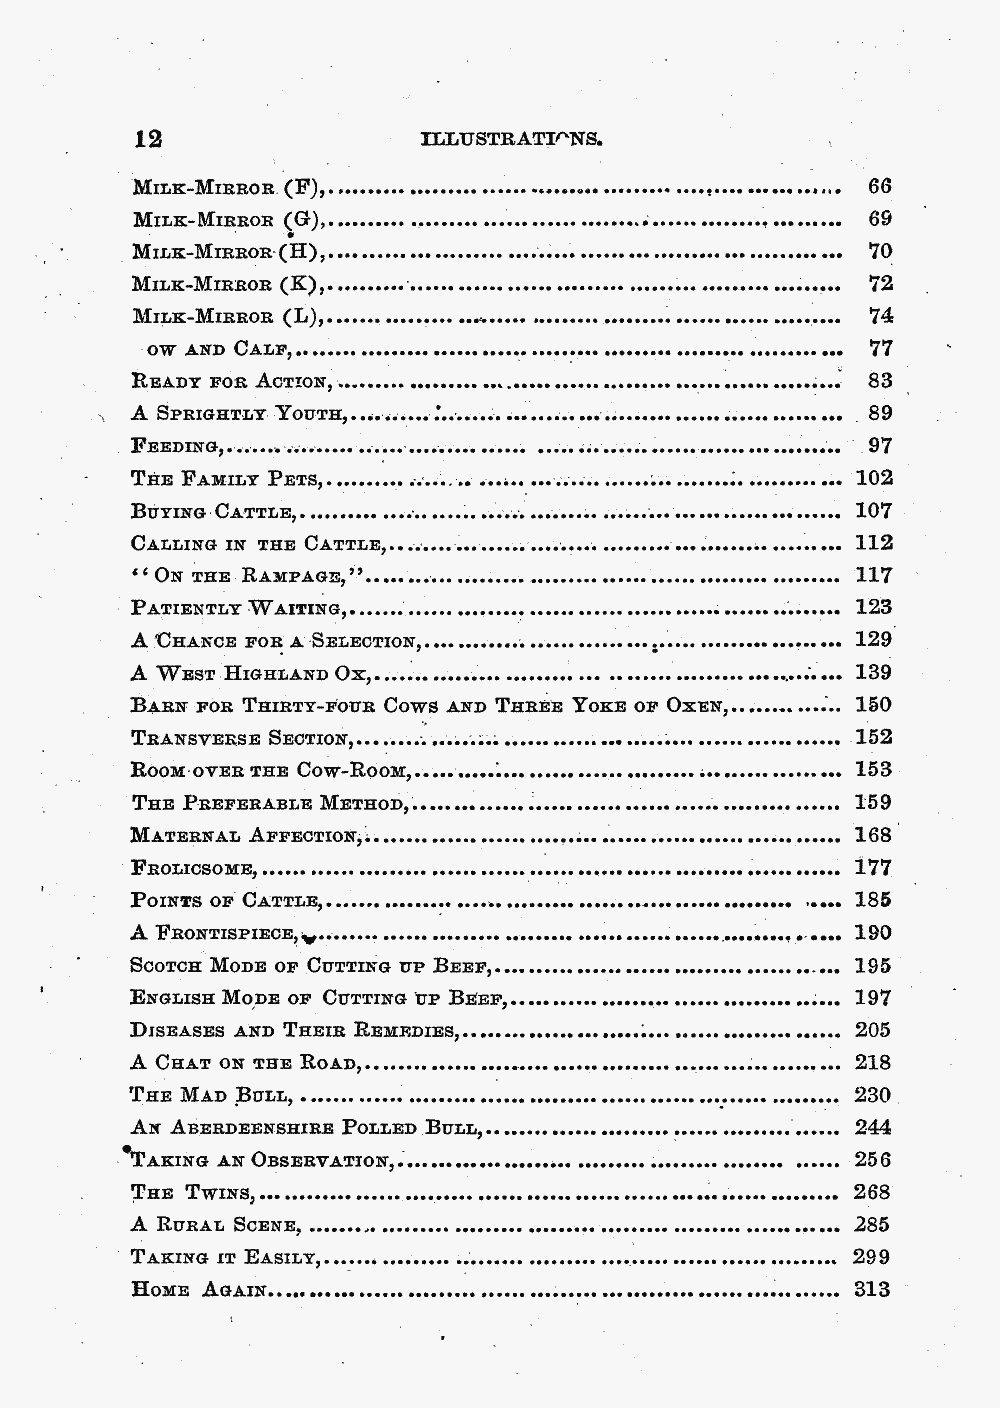 12 ILLUSTRATI^NS.
MILK-MIRROR (F), 66
MILK-MIRROR (G), 69
MILK-MIRROR (H), 70
MILK-MIRROR (K), 72
MILK-MIRROR (L), 74
OW AND CALF, 77
READY FOR ACTION, 83
A SPRIGHTLY YOUTH, 89
FEEDING, 97
THE FAMILY PETS, 102
BUYING CATTLE, 107
CALLING IN THE CATTLE, 112
“ON THE RAMPAGE,” 117
PATIENTLY WAITING, 123
A CHANCE FOR A SELECTION, 129
A WEST HIGHLAND OX, 139
BARN FOR THIRTY-FOUR COWS AND THREE YOKE OF OXEN, 150
TRANSVERSE SECTION, 152
ROOM OVER THE COW-ROOM, 153
THE PREFERABLE METHOD, 159
MATERNAL AFFECTION, 168
FROLICSOME, 177
POINTS OF CATTLE, 185
A FRONTISPIECE, 190
SCOTCH MODE OF CUTTING UP BEEF, 195
ENGLISH MODE OF CUTTING UP BEEF, 197
DISEASES AND THEIR REMEDIES, 205
A CHAT ON THE ROAD, 218
THE MAD BULL, 230
AN ABERDEENSHIRE POLLED BULL, 244
TAKING AN OBSERVATION, 256
THE TWINS, 268
A RURAL SCENE, 285
TAKING IT EASILY, 299
HOME AGAIN 313